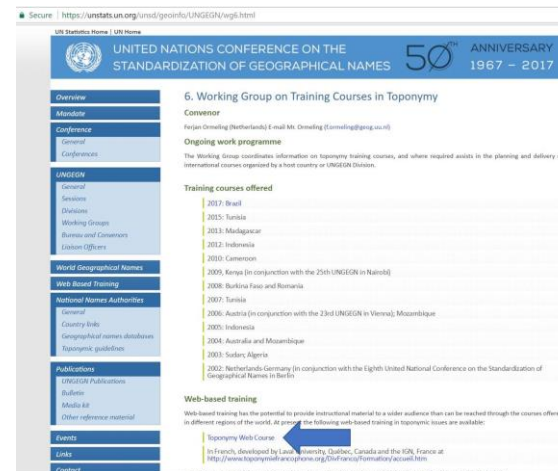 Secure | https://unstats.un.org/unsd/geoinfo/UNGEGN/wg6.html
UN Statistics Home | UN Home
UNITED NATIONS CONFERENCE ON THE
STANDARDIZATION OF GEOGRAPHICAL NAMES
50TH
ANNIVERSARY
1967 – 2017
Overview
Mandate
Conference
General
Conferences
UNGEGN
General
Sessions
Divisions
Working Groups
Bureau and Convenors
Liaison Officers
World Geographical Names
Web Based Training
National Names Authorities
General
Country links
Geographical names databases
Toponymic guidelines
Publications
UNGEGN Publications
Bulletin
Media kit
Other reference material
Events
Links
Contact
6. Working Group on Training Courses in Toponymy
Convenor
Ferjan Ormeling (Netherlands) E-mail Mr. Ormeling (f.ormeling@geog.uu.nl)
Ongoing work programme
The Working Group coordinates information on toponymy training courses, and where required assists in the planning and delivery
international courses organized by a host country or UNGEGN Division.
Training courses offered
2017: Brazil
2015: Tunisia
2013: Madagascar
2012: Indonesia
2010: Cameroon
2009, Kenya (in conjunction with the 25th UNGEGN in Nairobi)
2008: Burkina Faso and Romania
2007: Tunisia
2006: Austria (in conjunction with the 23rd UNGEGN in Vienna); Mozambique
2005: Indonesia
2004: Australia and Mozambique
2003: Sudan; Algeria
2002: Netherlands Germany (in conjunction with the Eighth United National Conference on the Standardization of
Geographical Names in Berlin
Web-based training
Web-based training has the potential to provide instructional material to a wider audience than can be reached through the courses offere
in different regions of the world. At present the following web-based training in toponymic issues are available:
Toponymy Web Course
In French, developed by Laval University, Québec, Canada and the IGN, France at
http://www.toponymiefrancophone.org/DivFranco/Formation/accueil.htm